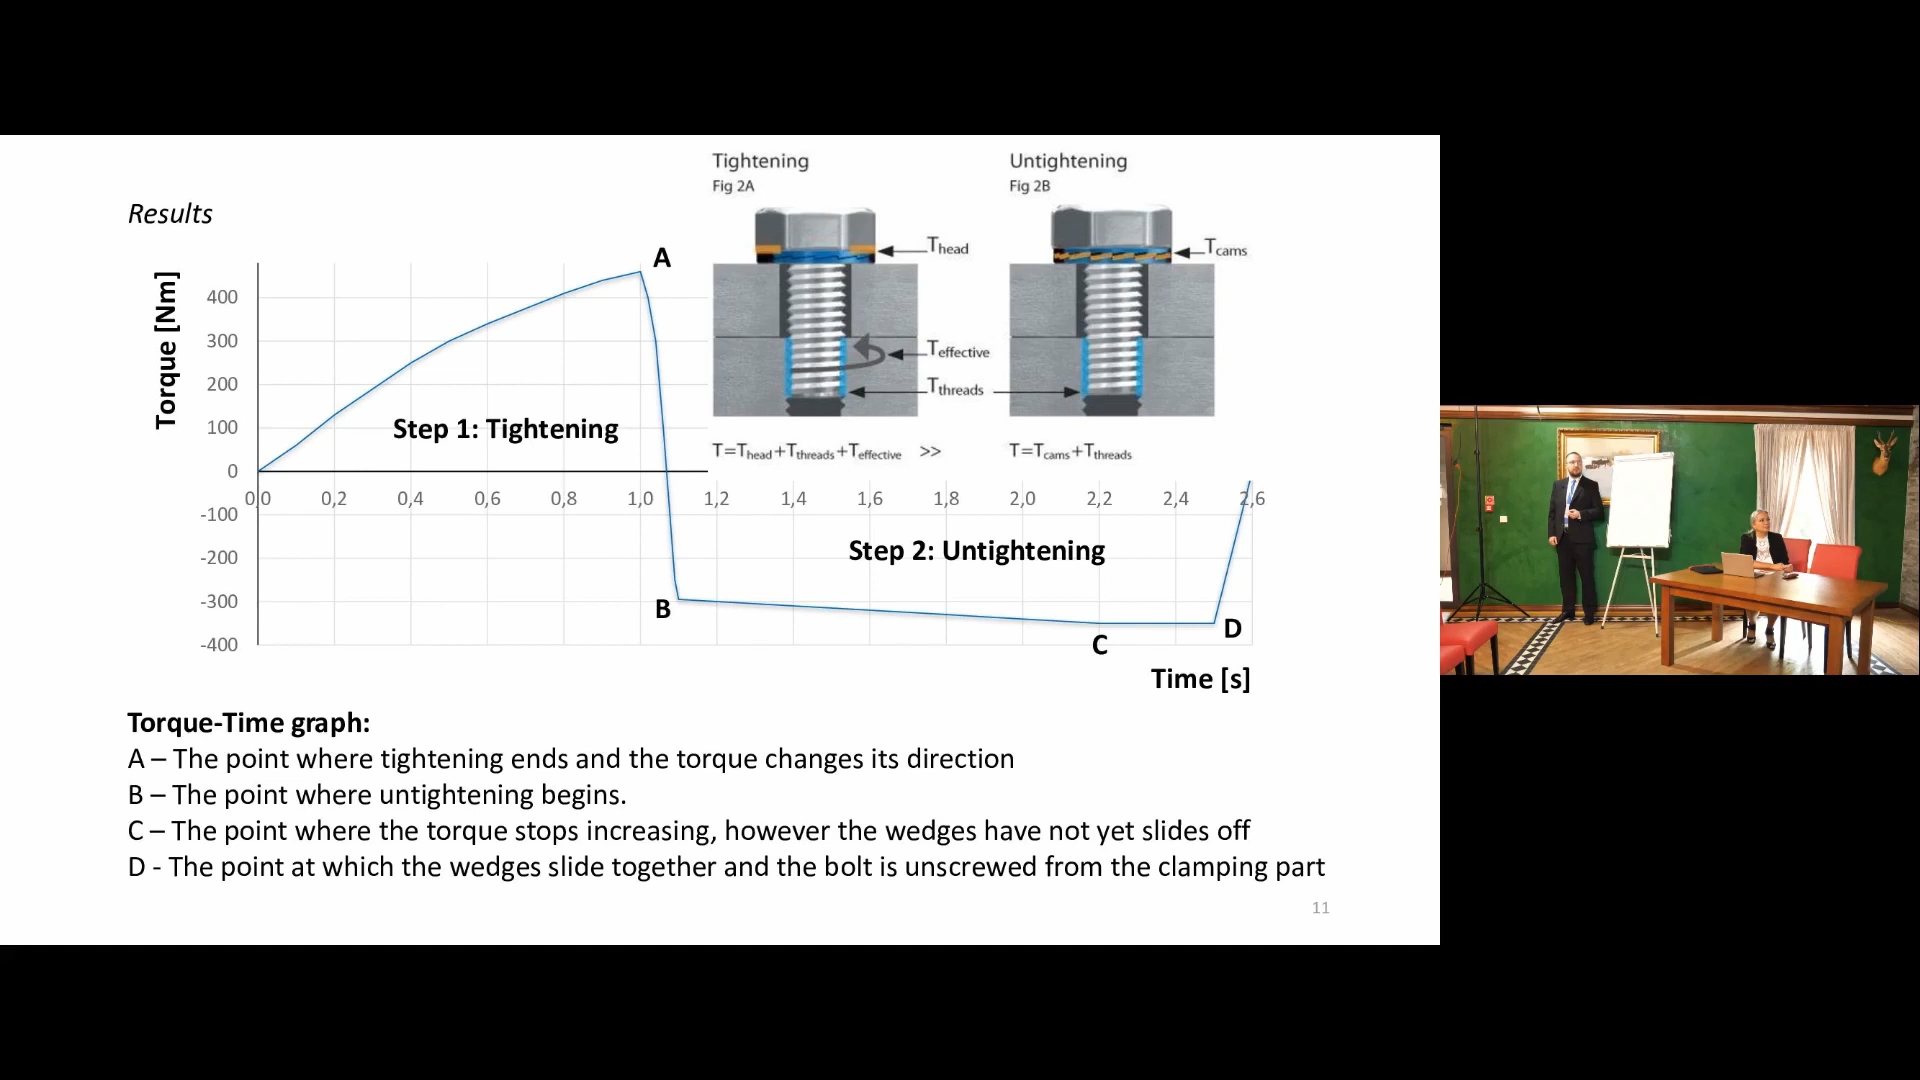 Results
Tightening
Fig 2A
Untightening
Fig 2B
Thead
Tcams
Teffective
Tthreads
T=Thead+Tthreads+Teffective >>
T=Tcams+Tthreads
Torque [Nm]
400
300
200
100
0
-100
-200
-300
-400
0,0 0,2 0,4 0,6 0,8 1,0 1,2 1,4 1,6 1,8 2,0 2,2 2,4 2,6
A
Step 1: Tightening
Step 2: Untightening
B
C
D
Time [s]
Torque-Time graph:
A – The point where tightening ends and the torque changes its direction
B – The point where untightening begins.
C – The point where the torque stops increasing, however the wedges have not yet slides off
D - The point at which the wedges slide together and the bolt is unscrewed from the clamping part
11